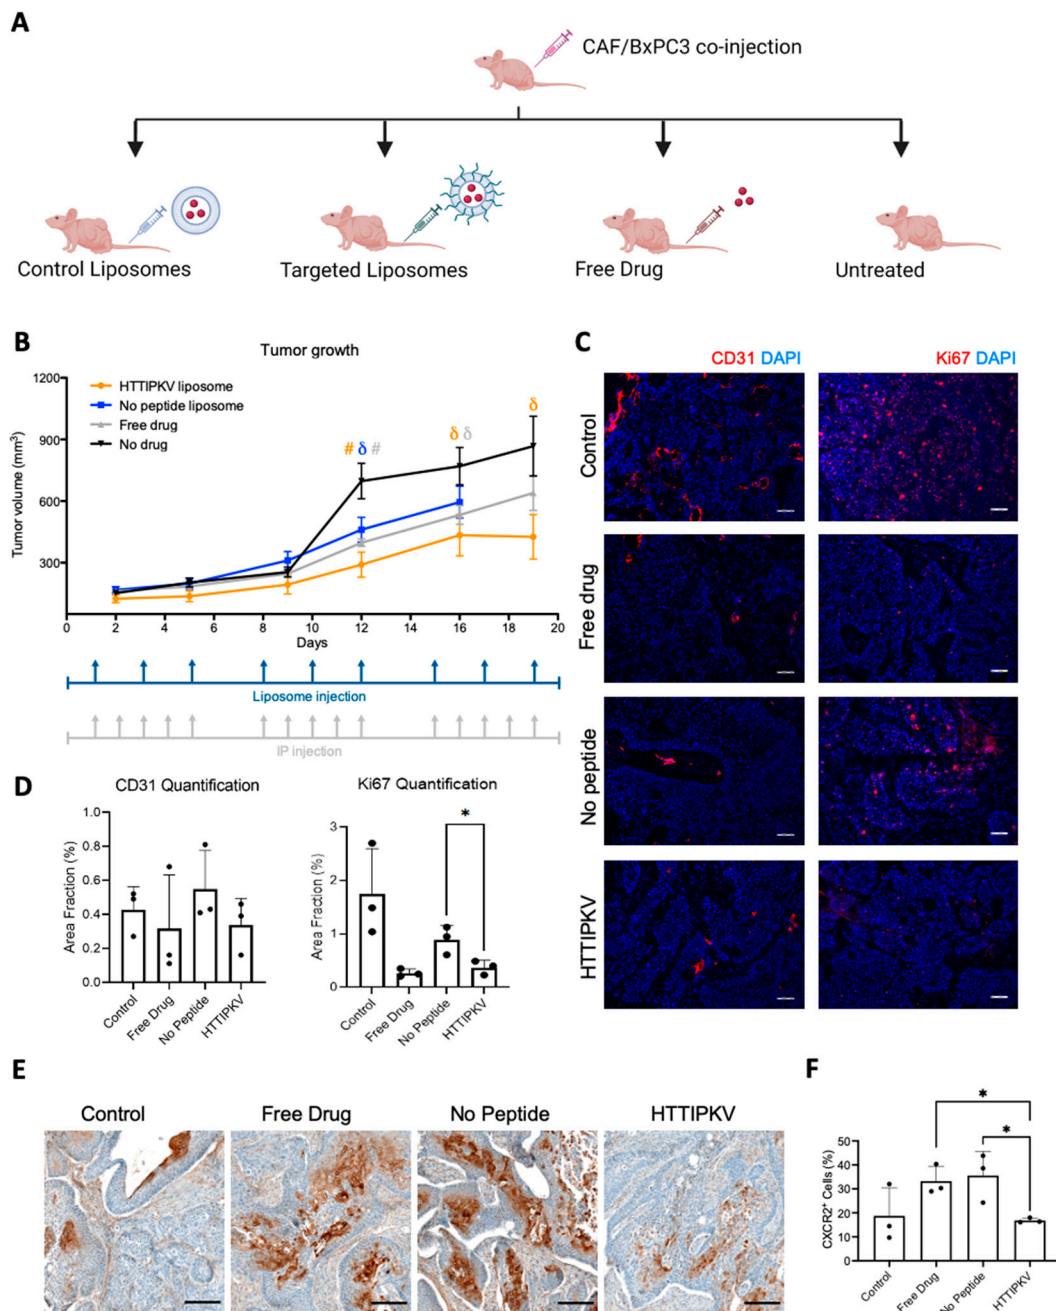 A
CAF/BxPC3 co-injection
Control Liposomes
Targeted Liposomes
Free Drug
Untreated
B
Tumor growth
Tumor volume (mm³)
1200
900
600
300
HTTIPKV liposome
No peptide liposome
Free drug
No drug
# δ #
δ δ
δ
0 2 4 6 8 10 12 14 16 18 20
Days
Liposome injection
IP injection
C
CD31 DAPI
Ki67 DAPI
Control
Free drug
No peptide
HTTIPKV
D
CD31 Quantification
Area Fraction (%)
1.0
0.8
0.6
0.4
0.2
0.0
Control
Free Drug
No Peptide
HTTIPKV
Ki67 Quantification
Area Fraction (%)
3
2
1
0
*
Control
Free Drug
No Peptide
HTTIPKV
E
Control
Free Drug
No Peptide
HTTIPKV
F
CXCR2⁺ Cells (%)
50
40
30
20
10
0
*
*
Control
Free Drug
No Peptide
HTTIPKV